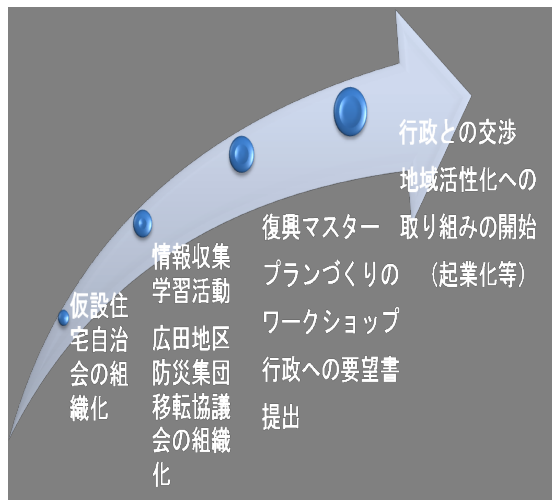 仮設住
宅自治
会の組
織化
情報収集
学習活動
広田地区
防災集団
移転協議
会の組織
化
復興マスター
プランづくりの
ワークショップ
行政への要望書
提出
行政との交渉
地域活性化への
取り組みの開始
（起業化等）